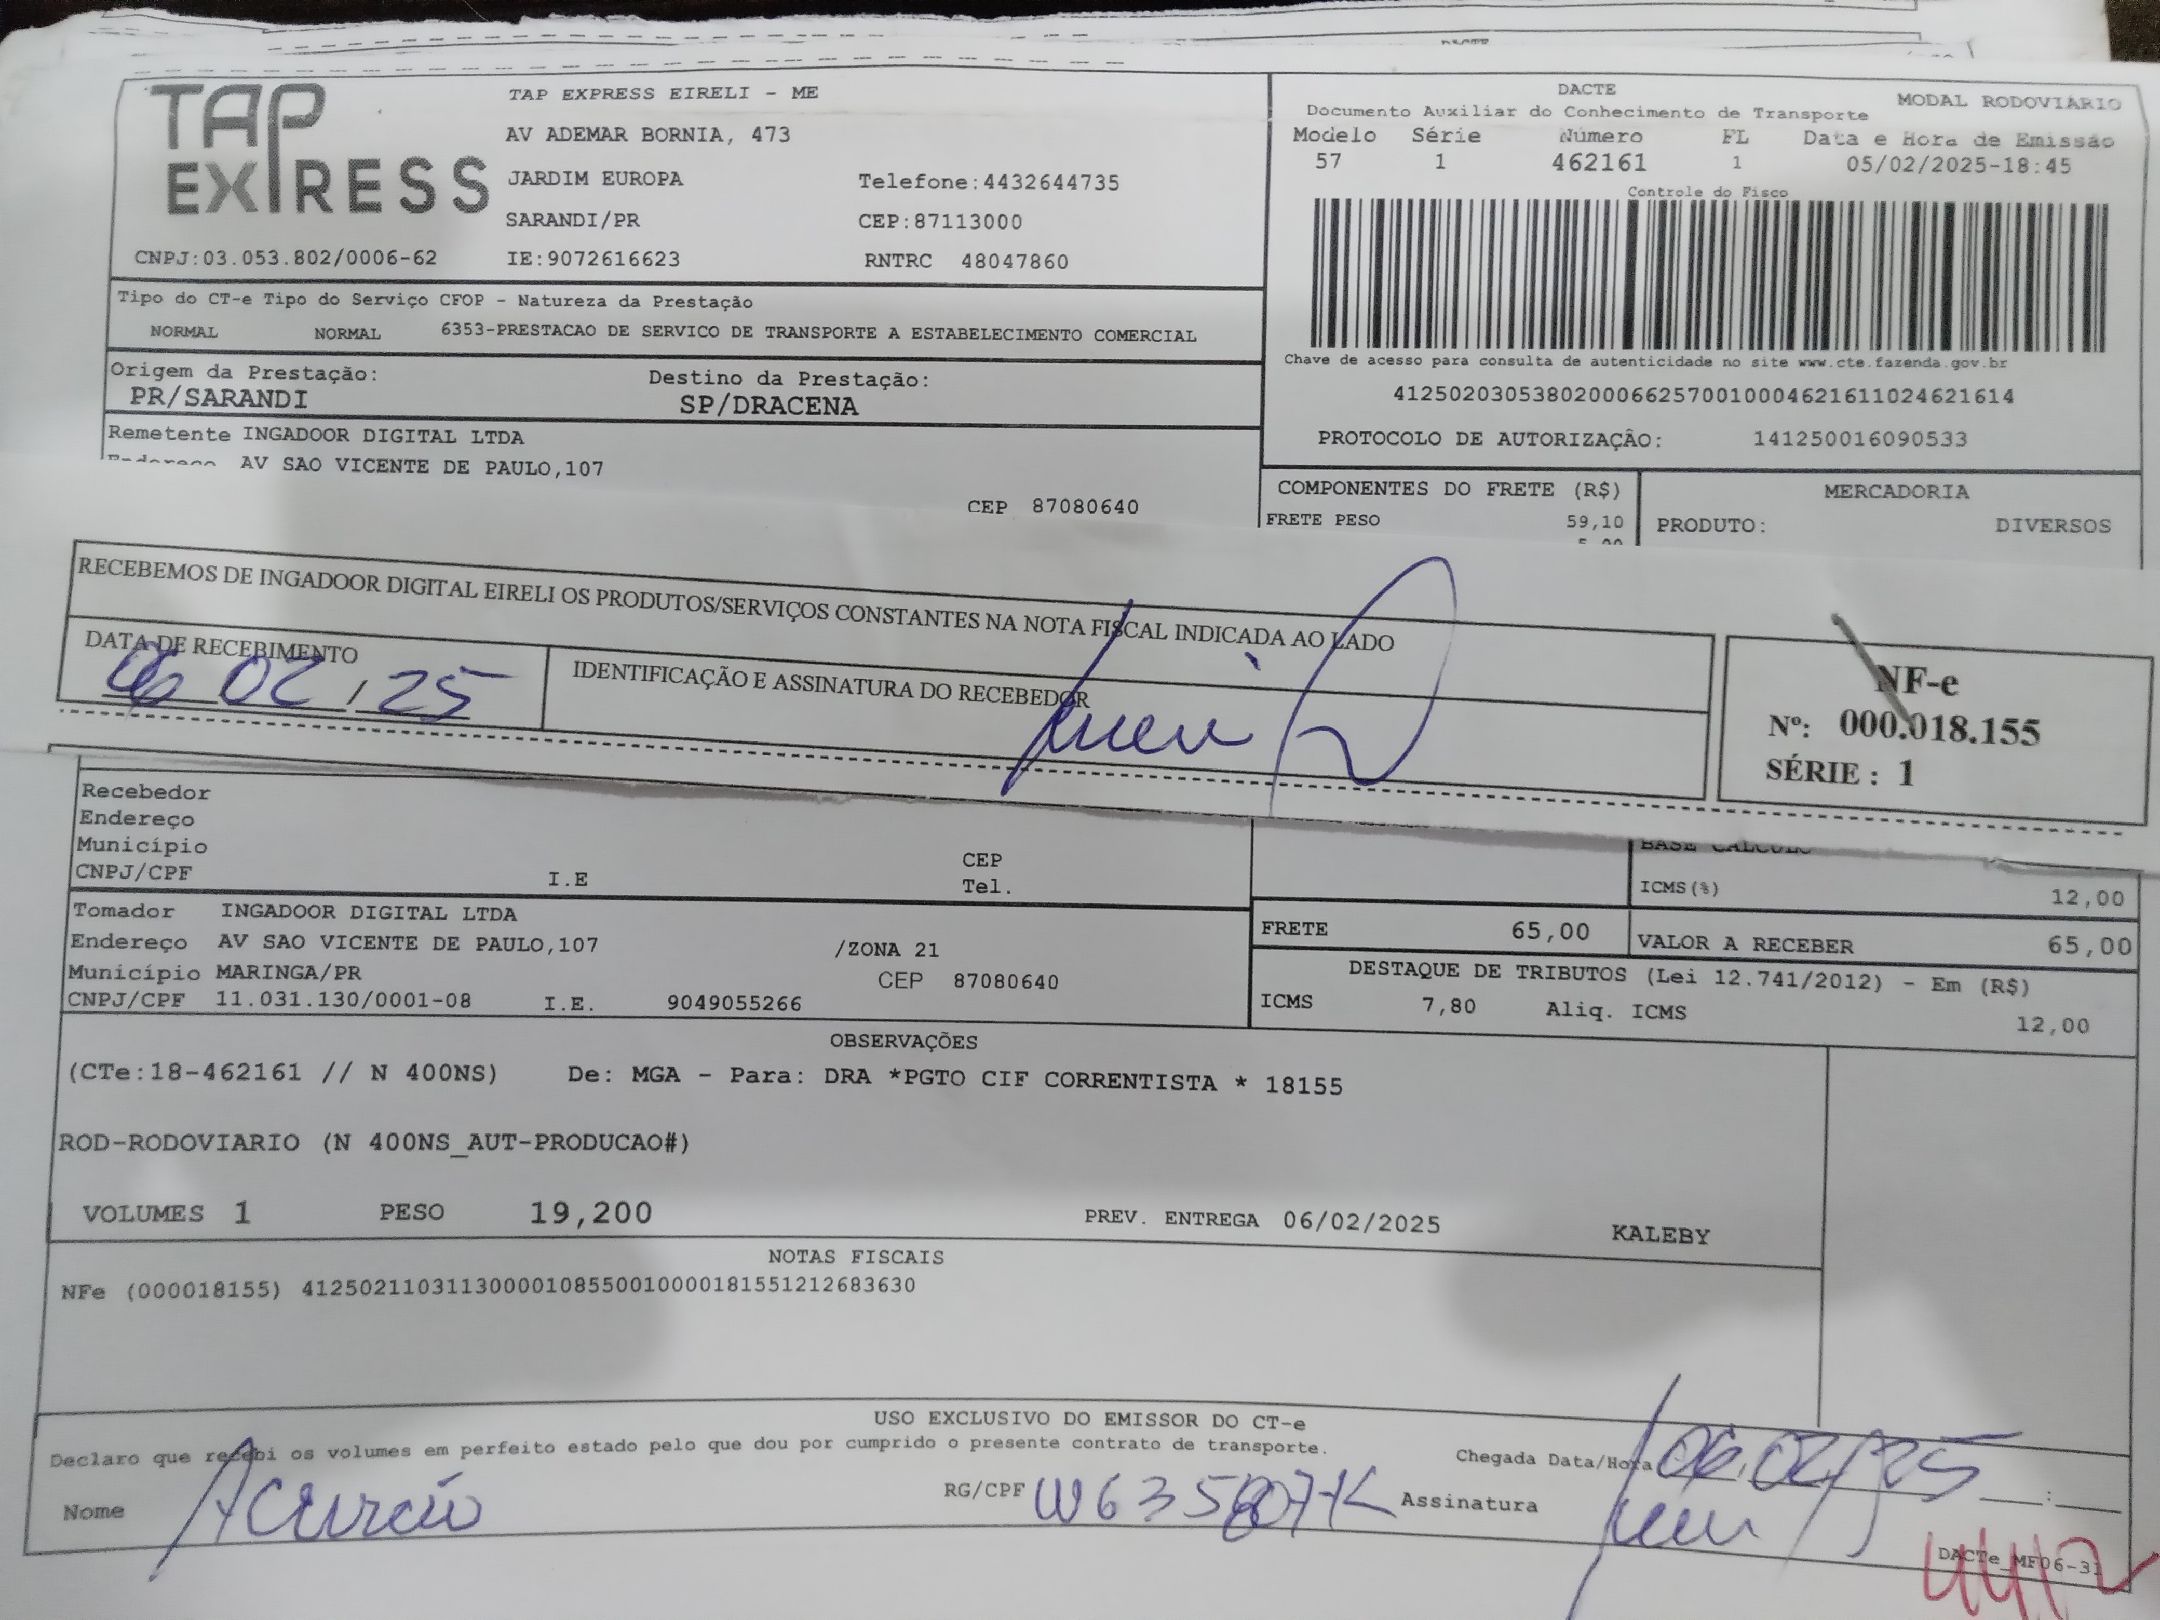 TAP EXPRESS
TAP EXPRESS EIRELI - ME
AV ADEMAR BORNIA, 473
JARDIM EUROPA Telefone:4432644735
SARANDI/PR CEP:87113000
CNPJ:03.053.802/0006-62 IE:9072616623 RNTRC 48047860
DACTE MODAL RODOVIARIO
Documento Auxiliar do Conhecimento de Transporte
Modelo Série Número FL Data e Hora de Emissão
57 1 462161 1 05/02/2025-18:45
Controle do Fisco
Chave de acesso para consulta de autenticidade no site www.cte.fazenda.gov.br
41250203053802000662570010004621611024621614
PROTOCOLO DE AUTORIZAÇÃO: 141250016090533
Tipo do CT-e Tipo do Serviço CFOP - Natureza da Prestação
NORMAL NORMAL 6353-PRESTACAO DE SERVICO DE TRANSPORTE A ESTABELECIMENTO COMERCIAL
Origem da Prestação: Destino da Prestação:
PR/SARANDI SP/DRACENA
Remetente INGADOOR DIGITAL LTDA
Endereço AV SAO VICENTE DE PAULO,107
CEP 87080640
COMPONENTES DO FRETE (R$) MERCADORIA
FRETE PESO 59,10 PRODUTO: DIVERSOS
RECEBEMOS DE INGADOOR DIGITAL EIRELI OS PRODUTOS/SERVIÇOS CONSTANTES NA NOTA FISCAL INDICADA AO LADO
DATA DE RECEBIMENTO IDENTIFICAÇÃO E ASSINATURA DO RECEBEDOR
06 02 / 25
NF-e
Nº: 000.018.155
SÉRIE : 1
Recebedor
Endereço
Município CEP
CNPJ/CPF I.E Tel.
BASE CALCULO
ICMS(%) 12,00
Tomador INGADOOR DIGITAL LTDA
Endereço AV SAO VICENTE DE PAULO,107 /ZONA 21
Município MARINGA/PR CEP 87080640
CNPJ/CPF 11.031.130/0001-08 I.E. 9049055266
FRETE 65,00 VALOR A RECEBER 65,00
DESTAQUE DE TRIBUTOS (Lei 12.741/2012) - Em (R$)
ICMS 7,80 Aliq. ICMS 12,00
OBSERVAÇÕES
(CTe:18-462161 // N 400NS) De: MGA - Para: DRA *PGTO CIF CORRENTISTA * 18155
ROD-RODOVIARIO (N 400NS_AUT-PRODUCAO#)
VOLUMES 1 PESO 19,200 PREV. ENTREGA 06/02/2025 KALEBY
NOTAS FISCAIS
NFe (000018155) 41250211031130000108550010000181551212683630
USO EXCLUSIVO DO EMISSOR DO CT-e
Declaro que recebi os volumes em perfeito estado pelo que dou por cumprido o presente contrato de transporte.
Chegada Data/Hora 06.02/25 :
Nome RG/CPF Assinatura
DACTe_MF06-31